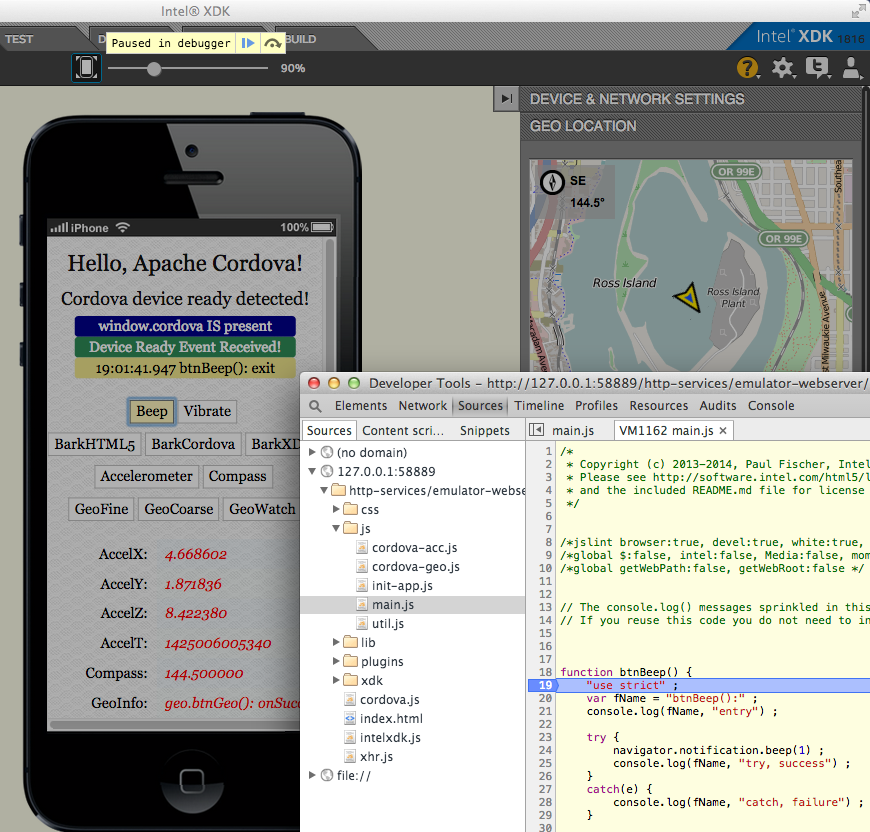 Intel® XDK
TEST
BUILD
Paused in debugger
Intel® XDK 1816
90%
DEVICE & NETWORK SETTINGS
GEO LOCATION
SE
144.5°
OR 99E
OR 99E
Southea
Ross Island
Ross Island
Plant
st Milwaukie Avenue
adam Aven
iPhone
100%
Hello, Apache Cordova!
Cordova device ready detected!
window.cordova IS present
Device Ready Event Received!
19:01:41.947 btnBeep(): exit
Beep
Vibrate
BarkHTML5
BarkCordova
BarkXD
Accelerometer
Compass
GeoFine
GeoCoarse
GeoWatch
AccelX: 4.668602
AccelY: 1.871836
AccelZ: 8.422380
AccelT: 1425006005340
Compass: 144.500000
GeoInfo: geo.btnGeo(): onSucc
Developer Tools - http://127.0.0.1:58889/http-services/emulator-webserver/
Elements Network Sources Timeline Profiles Resources Audits Console
Sources Content scri... Snippets
main.js
VM1162 main.js ×
(no domain)
127.0.0.1:58889
http-services/emulator-webse
css
js
cordova-acc.js
cordova-geo.js
init-app.js
main.js
util.js
lib
plugins
xdk
cordova.js
index.html
intelxdk.js
xhr.js
file://
1 /*
2 * Copyright (c) 2013-2014, Paul Fischer, Intel
3 * Please see http://software.intel.com/html5/l
4 * and the included README.md file for license
5 */
6
7
8 /*jslint browser:true, devel:true, white:true,
9 /*global $:false, intel:false, Media:false, mom
10 /*global getWebPath:false, getWebRoot:false */
11
12
13 // The console.log() messages sprinkled in this
14 // If you reuse this code you do not need to in
15
16
17
18 function btnBeep() {
19 "use strict" ;
20 var fName = "btnBeep():" ;
21 console.log(fName, "entry") ;
22
23 try {
24 navigator.notification.beep(1) ;
25 console.log(fName, "try, success") ;
26 }
27 catch(e) {
28 console.log(fName, "catch, failure") ;
29 }
30